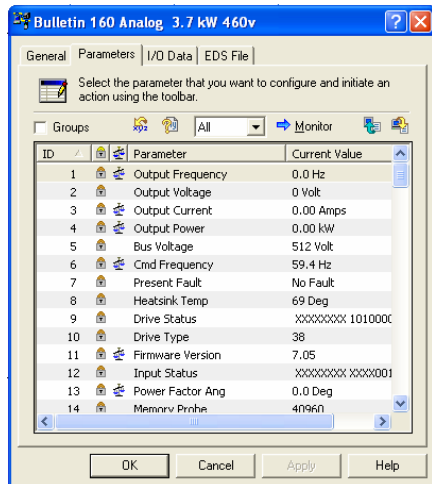 Bulletin 160 Analog 3.7 kW 460v
General Parameters I/O Data EDS File
Select the parameter that you want to configure and initiate an
action using the toolbar.
Groups All Monitor
ID Parameter Current Value
1 Output Frequency 0.0 Hz
2 Output Voltage 0 Volt
3 Output Current 0.00 Amps
4 Output Power 0.00 kW
5 Bus Voltage 512 Volt
6 Cmd Frequency 59.4 Hz
7 Present Fault No Fault
8 Heatsink Temp 69 Deg
9 Drive Status XXXXXXXX 1010000
10 Drive Type 38
11 Firmware Version 7.05
12 Input Status XXXXXXXX XXXX001
13 Power Factor Ang 0.0 Deg
14 Memory Probe 40960
OK Cancel Apply Help